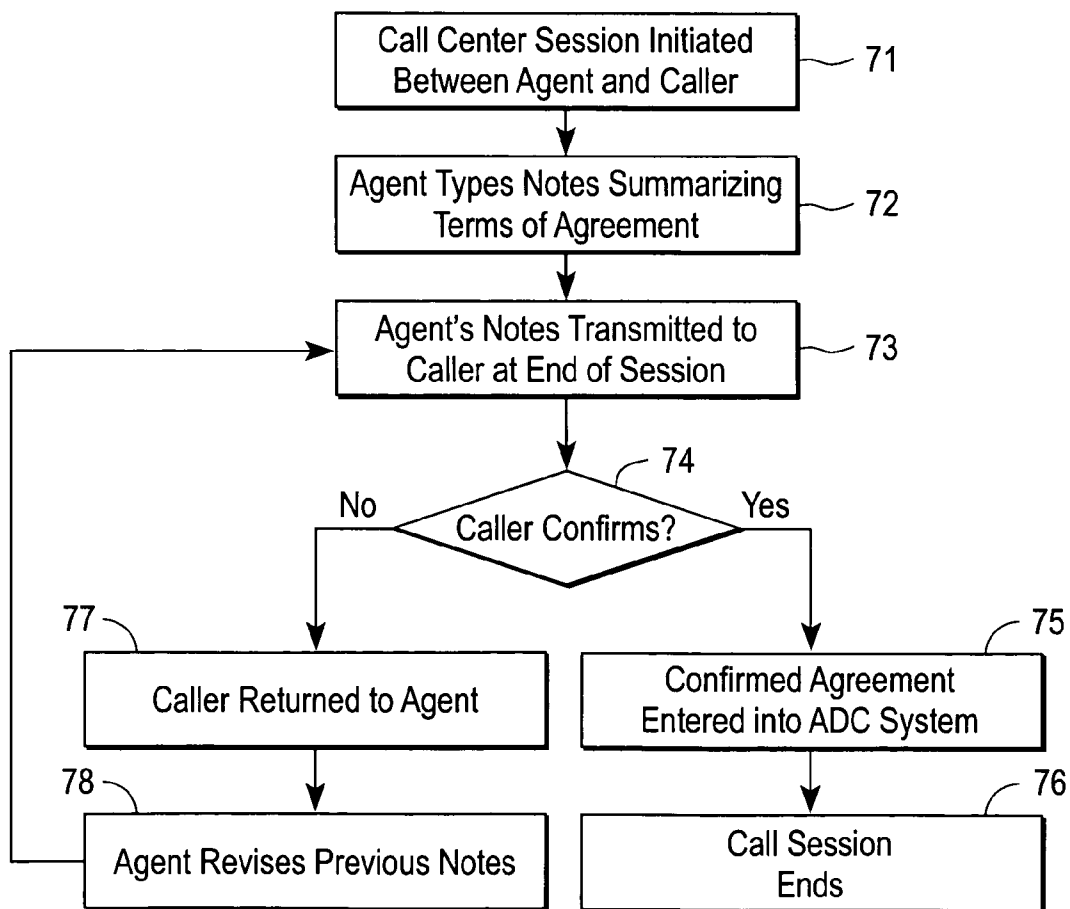 Call Center Session Initiated
Between Agent and Caller
71
Agent Types Notes Summarizing
Terms of Agreement
72
Agent's Notes Transmitted to
Caller at End of Session
73
74
No
Caller Confirms?
Yes
77
Caller Returned to Agent
75
Confirmed Agreement
Entered into ADC System
78
Agent Revises Previous Notes
76
Call Session
Ends